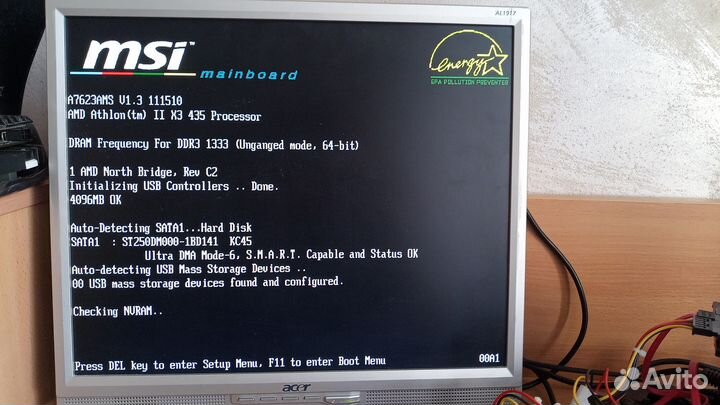 AL1917
msi™
mainboard
energy
EPA POLLUTION PREVENTER
A7623AMS V1.3 111510
AMD Athlon(tm) II X3 435 Processor
DRAM Frequency For DDR3 1333 (Unganged mode, 64-bit)
1 AMD North Bridge, Rev C2
Initializing USB Controllers .. Done.
4096MB OK
Auto-Detecting SATA1...Hard Disk
SATA1 : ST250DM000-1BD141 KC45
Ultra DMA Mode-6, S.M.A.R.T. Capable and Status OK
Auto-detecting USB Mass Storage Devices ..
00 USB mass storage devices found and configured.
Checking NVRAM..
Press DEL key to enter Setup Menu, F11 to enter Boot Menu 00A1
acer
Avito